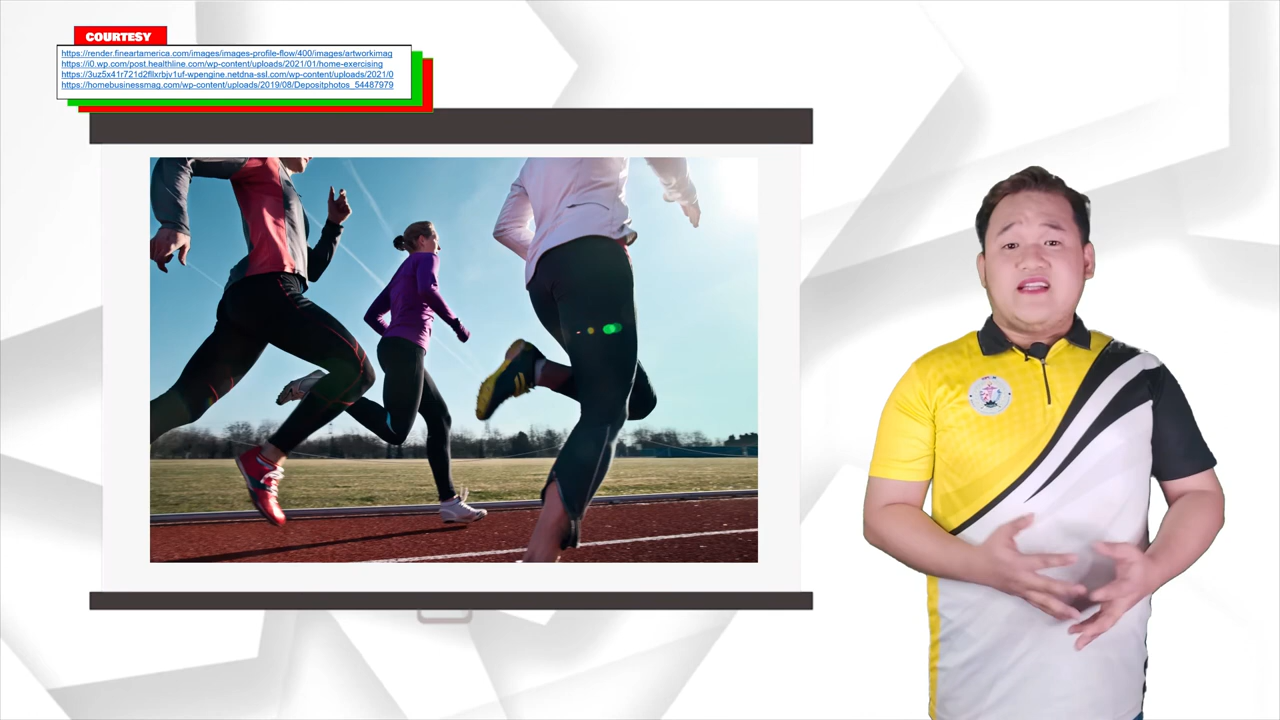 COURTESY
https://render.fineartamerica.com/images/images-profile-flow/400/images/artworkimag
https://i0.wp.com/post.healthline.com/wp-content/uploads/2021/01/home-exercising
https://3uz5x41r721d2fllxrbjv1uf-wpengine.netdna-ssl.com/wp-content/uploads/2021/0
https://homebusinessmag.com/wp-content/uploads/2019/08/Depositphotos_54487979